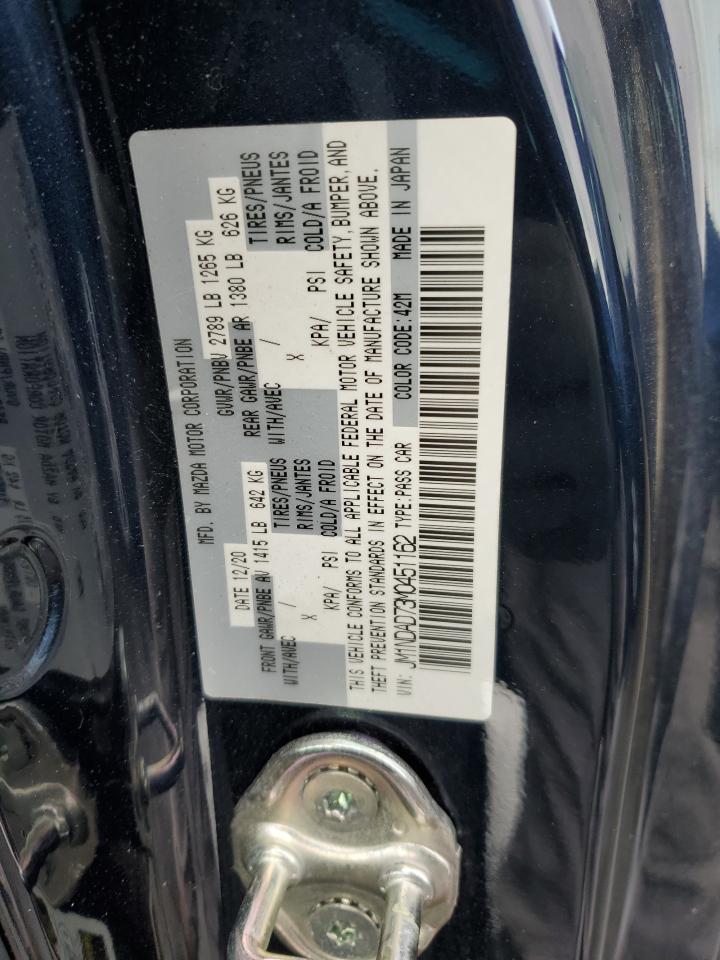 MFD. BY MAZDA MOTOR CORPORATION
DATE 12/20 GVWR/PNBV 2789 LB 1265 KG
FRONT GAWR/PNBE AV 1415 LB 642 KG REAR GAWR/PNBE AR 1380 LB 626 KG
WITH/AVEC / TIRES/PNEUS WITH/AVEC / TIRES/PNEUS
X RIMS/JANTES X RIMS/JANTES
KPA/ PSI COLD/A FROID KPA/ PSI COLD/A FROID
THIS VEHICLE CONFORMS TO ALL APPLICABLE FEDERAL MOTOR VEHICLE SAFETY, BUMPER, AND
THEFT PREVENTION STANDARDS IN EFFECT ON THE DATE OF MANUFACTURE SHOWN ABOVE.
VIN: JM1NDAD73M0451162 TYPE:PASS CAR COLOR CODE:42M MADE IN JAPAN